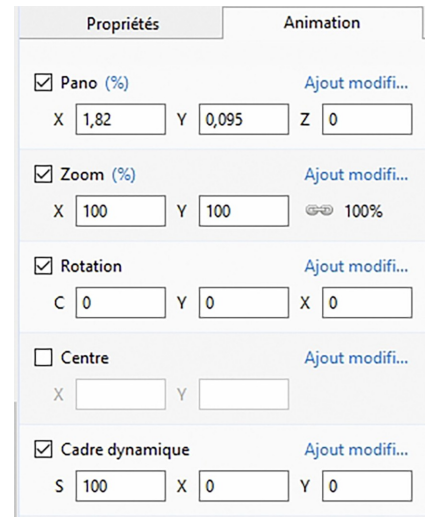 Propriétés Animation
Pano (%) Ajout modifi...
X 1,82 Y 0,095 Z 0
Zoom (%) Ajout modifi...
X 100 Y 100 100%
Rotation Ajout modifi...
C 0 Y 0 X 0
Centre Ajout modifi...
X Y
Cadre dynamique Ajout modifi...
S 100 X 0 Y 0